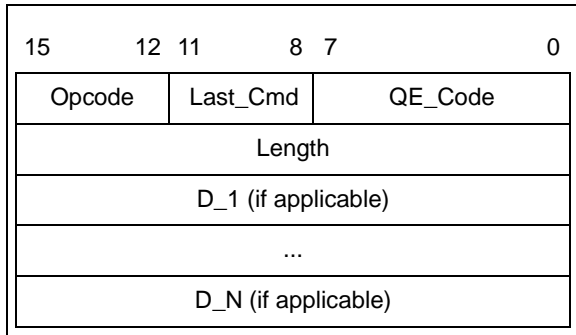 15 12 11 8 7 0
Opcode Last_Cmd QE_Code
Length
D_1 (if applicable)
...
D_N (if applicable)